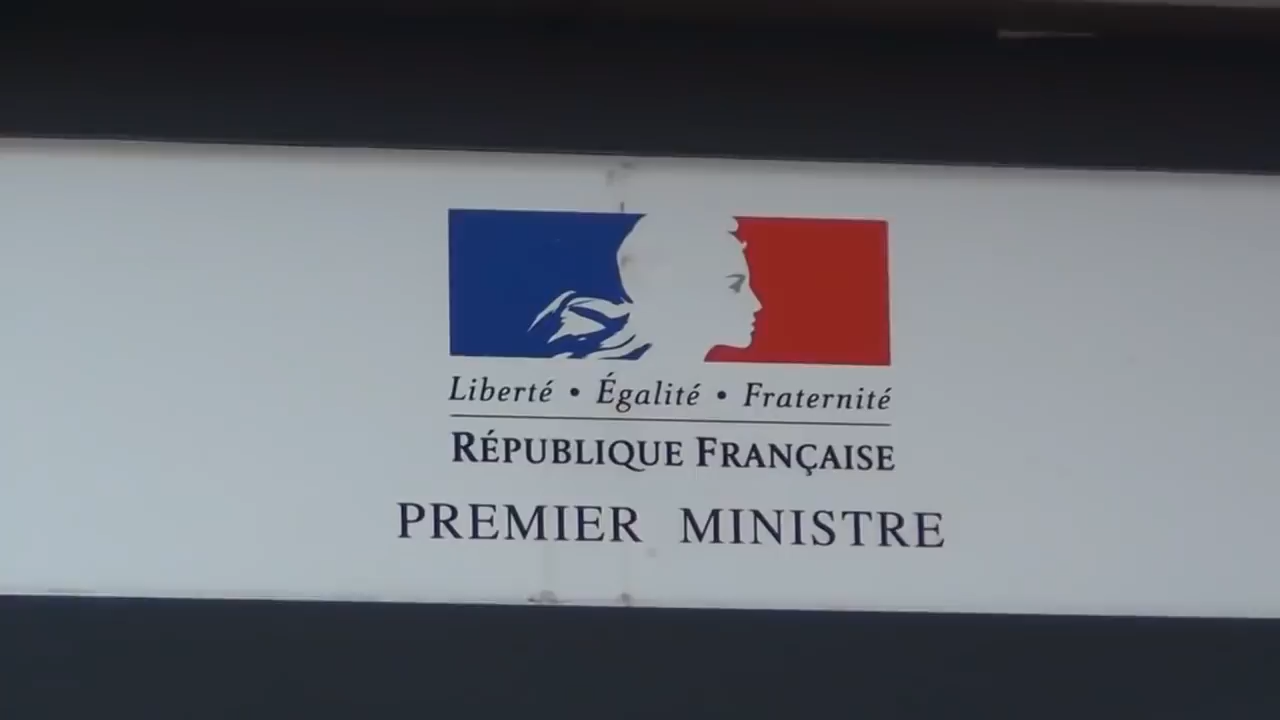 Liberté • Égalité • Fraternité
RÉPUBLIQUE FRANÇAISE
PREMIER MINISTRE